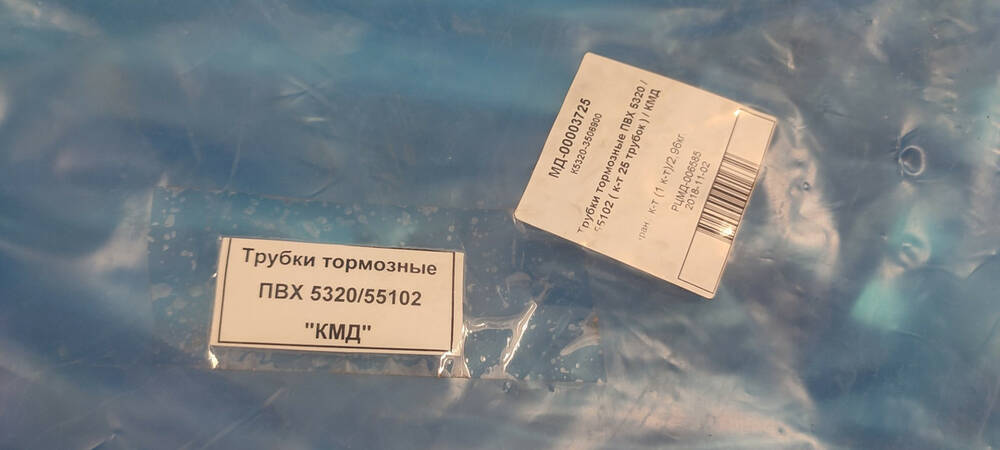 Трубки тормозные
ПВХ 5320/55102
"КМД"
МД-00003725
К5320-3506900
Трубки тормозные ПВХ 5320 /
55102 ( к-т 25 трубок ) / КМД
к-т (1 к-т)/2,96кг.
РЦМД-006585
2018-11-02